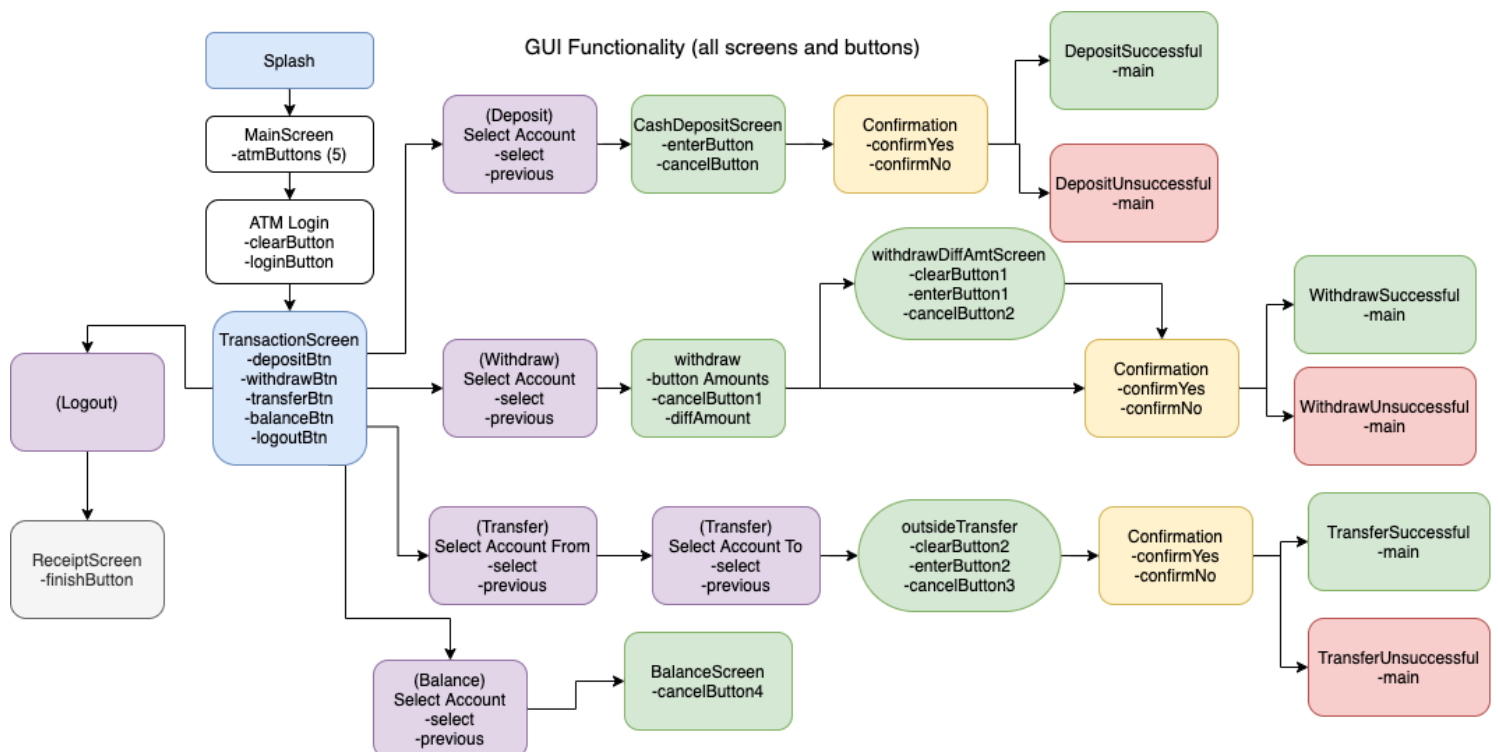 GUI Functionality (all screens and buttons)
Splash
MainScreen
-atmButtons (5)
ATM Login
-clearButton
-loginButton
TransactionScreen
-depositBtn
-withdrawBtn
-transferBtn
-balanceBtn
-logoutBtn
(Logout)
ReceiptScreen
-finishButton
(Deposit)
Select Account
-select
-previous
CashDepositScreen
-enterButton
-cancelButton
Confirmation
-confirmYes
-confirmNo
DepositSuccessful
-main
DepositUnsuccessful
-main
(Withdraw)
Select Account
-select
-previous
withdraw
-button Amounts
-cancelButton1
-diffAmount
withdrawDiffAmtScreen
-clearButton1
-enterButton1
-cancelButton2
Confirmation
-confirmYes
-confirmNo
WithdrawSuccessful
-main
WithdrawUnsuccessful
-main
(Transfer)
Select Account From
-select
-previous
(Transfer)
Select Account To
-select
-previous
outsideTransfer
-clearButton2
-enterButton2
-cancelButton3
Confirmation
-confirmYes
-confirmNo
TransferSuccessful
-main
TransferUnsuccessful
-main
(Balance)
Select Account
-select
-previous
BalanceScreen
-cancelButton4